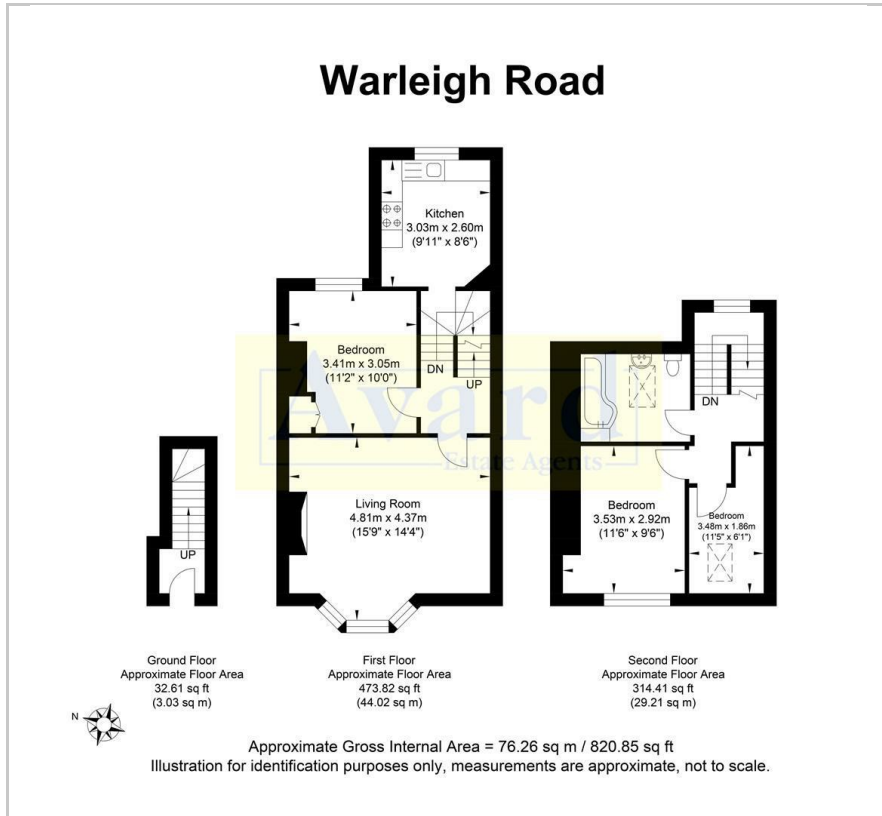 Warleigh Road
Kitchen
3.03m x 2.60m
(9'11" x 8'6")
Bedroom
3.41m x 3.05m
(11'2" x 10'0")
DN
UP
Avard
Estate Agents
Living Room
4.81m x 4.37m
(15'9" x 14'4")
DN
Bedroom
3.53m x 2.92m
(11'6" x 9'6")
Bedroom
3.48m x 1.86m
(11'5" x 6'1")
UP
Ground Floor
Approximate Floor Area
32.61 sq ft
(3.03 sq m)
First Floor
Approximate Floor Area
473.82 sq ft
(44.02 sq m)
Second Floor
Approximate Floor Area
314.41 sq ft
(29.21 sq m)
N
Approximate Gross Internal Area = 76.26 sq m / 820.85 sq ft
Illustration for identification purposes only, measurements are approximate, not to scale.